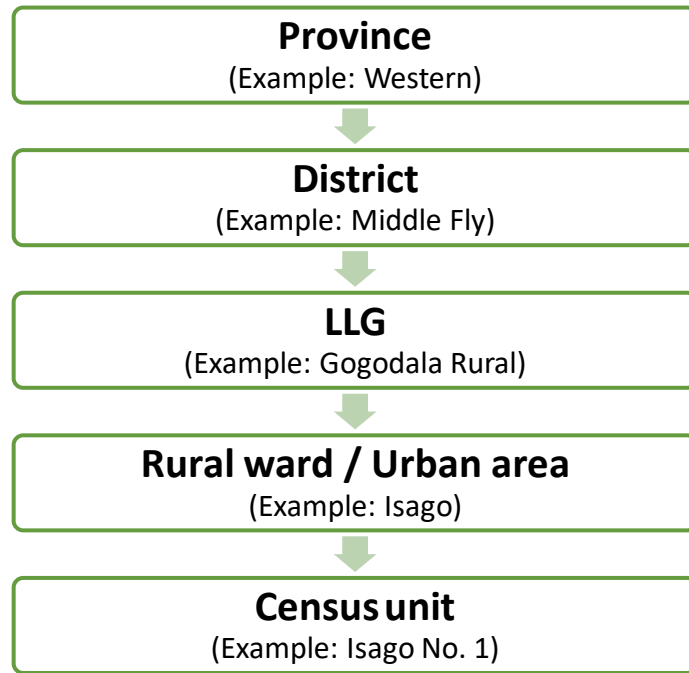 Province
(Example: Western)
District
(Example: Middle Fly)
LLG
(Example: Gogodala Rural)
Rural ward / Urban area
(Example: Isago)
Census unit
(Example: Isago No. 1)